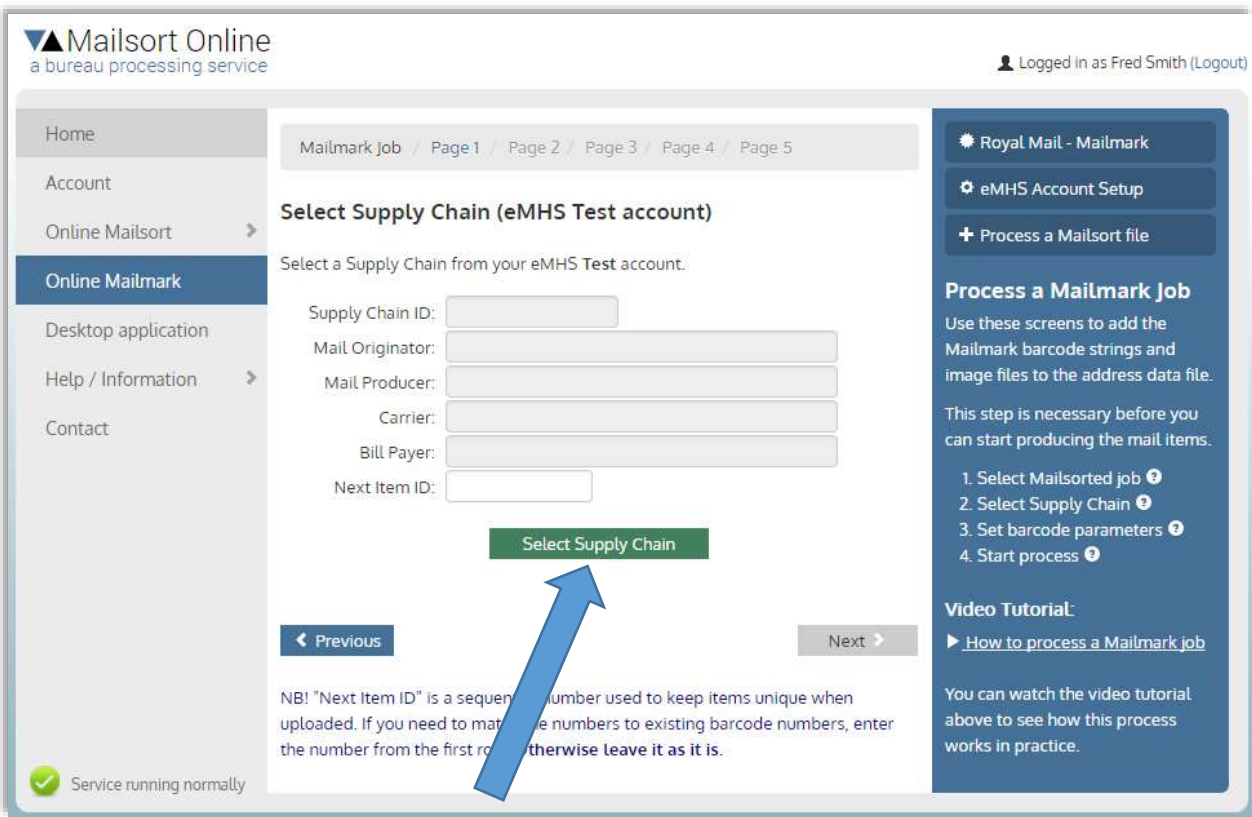 Mailsort Online
a bureau processing service
Logged in as Fred Smith (Logout)
Home
Account
Online Mailsort
Online Mailmark
Desktop application
Help / Information
Contact
Service running normally
Mailmark Job / Page 1 / Page 2 / Page 3 / Page 4 / Page 5
Select Supply Chain (eMHS Test account)
Select a Supply Chain from your eMHS Test account.
Supply Chain ID:
Mail Originator:
Mail Producer:
Carrier:
Bill Payer:
Next Item ID:
Select Supply Chain
Previous
Next
NB! "Next Item ID" is a number used to keep items unique when
uploaded. If you need to numbers to existing barcode numbers, enter
the number from the first leave it as it is.
Royal Mail - Mailmark
eMHS Account Setup
Process a Mailsort file
Process a Mailmark Job
Use these screens to add the
Mailmark barcode strings and
image files to the address data file.
This step is necessary before you
can start producing the mail items.
1. Select Mailsorted job
2. Select Supply Chain
3. Set barcode parameters
4. Start process
Video Tutorial:
How to process a Mailmark job
You can watch the video tutorial
above to see how this process
works in practice.